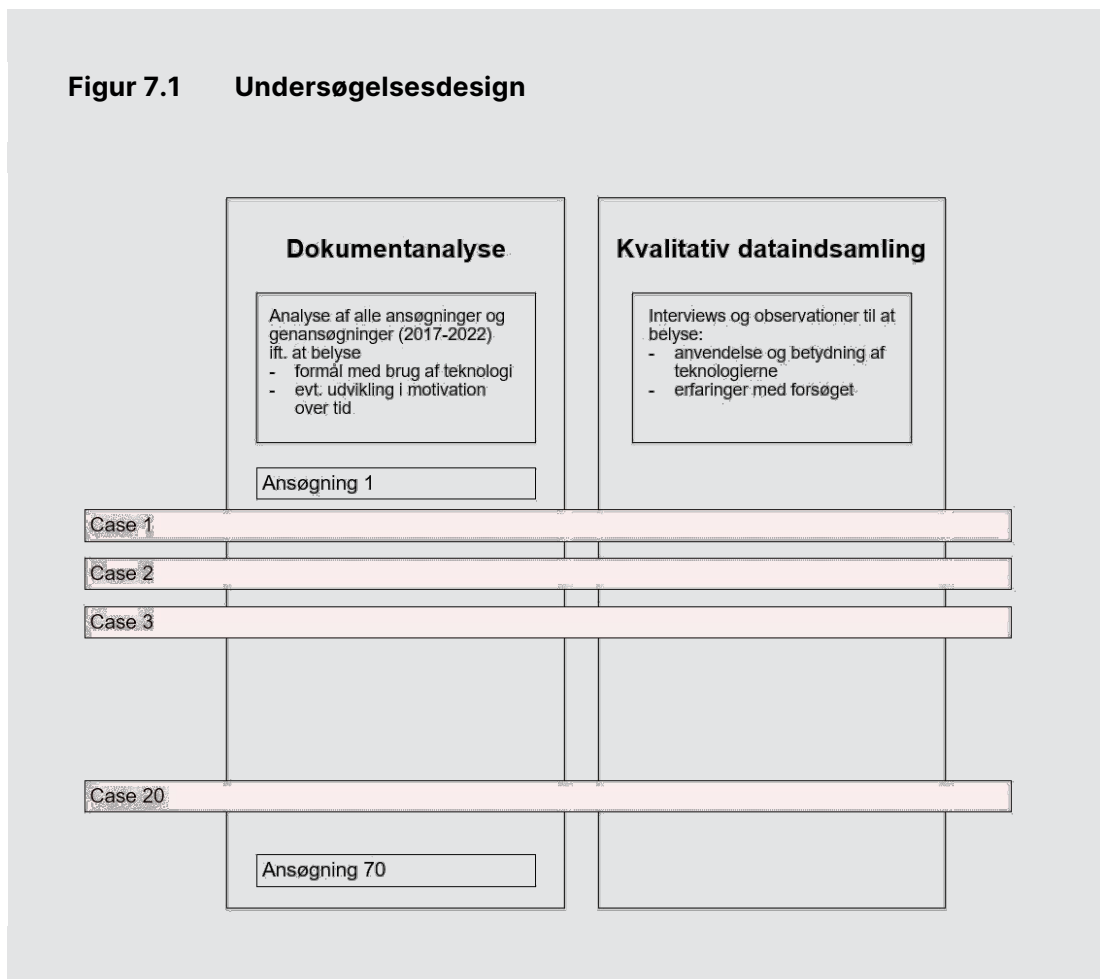 Figur 7.1 Undersøgelsesdesign
Dokumentanalyse
Analyse af alle ansøgninger og
genansøgninger (2017-2022)
ift. at belyse
- formål med brug af teknologi
- evt. udvikling i motivation
over tid
Kvalitativ dataindsamling
Interviews og observationer til at
belyse:
- anvendelse og betydning af
teknologierne
- erfaringer med forsøget
Ansøgning 1
Case 1
Case 2
Case 3
Case 20
Ansøgning 70